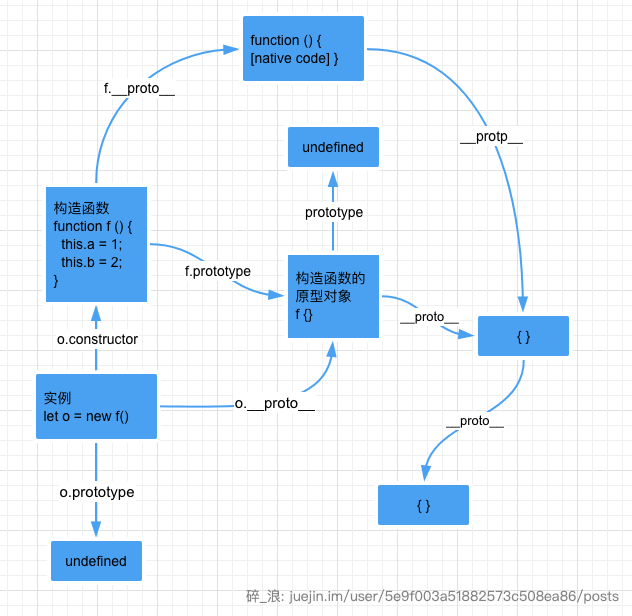 function () {
[native code] }
f.__proto__
__protp__
undefined
prototype
构造函数
function f () {
this.a = 1;
this.b = 2;
}
f.prototype
构造函数的
原型对象
f {}
__proto__
{ }
o.constructor
实例
let o = new f()
o.__proto__
__proto__
o.prototype
{ }
undefined
碎_浪: juejin.im/user/5e9f003a51882573c508ea86/posts